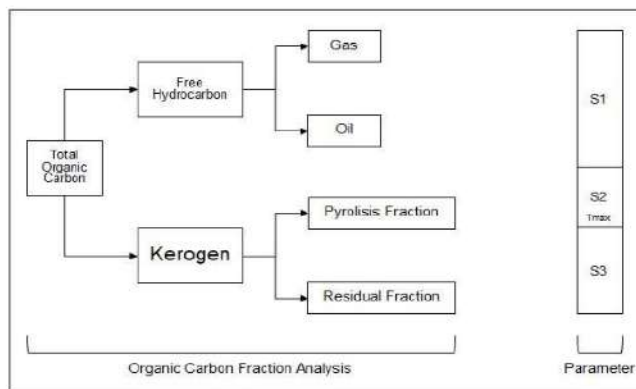 Gas
Free
Hydrocarbon
S1
Oil
Total
Organic
Carbon
S2
Pyrolisis Fraction
Tmax
Kerogen
S3
Residual Fraction
Organic Carbon Fraction Analysis
Parameter